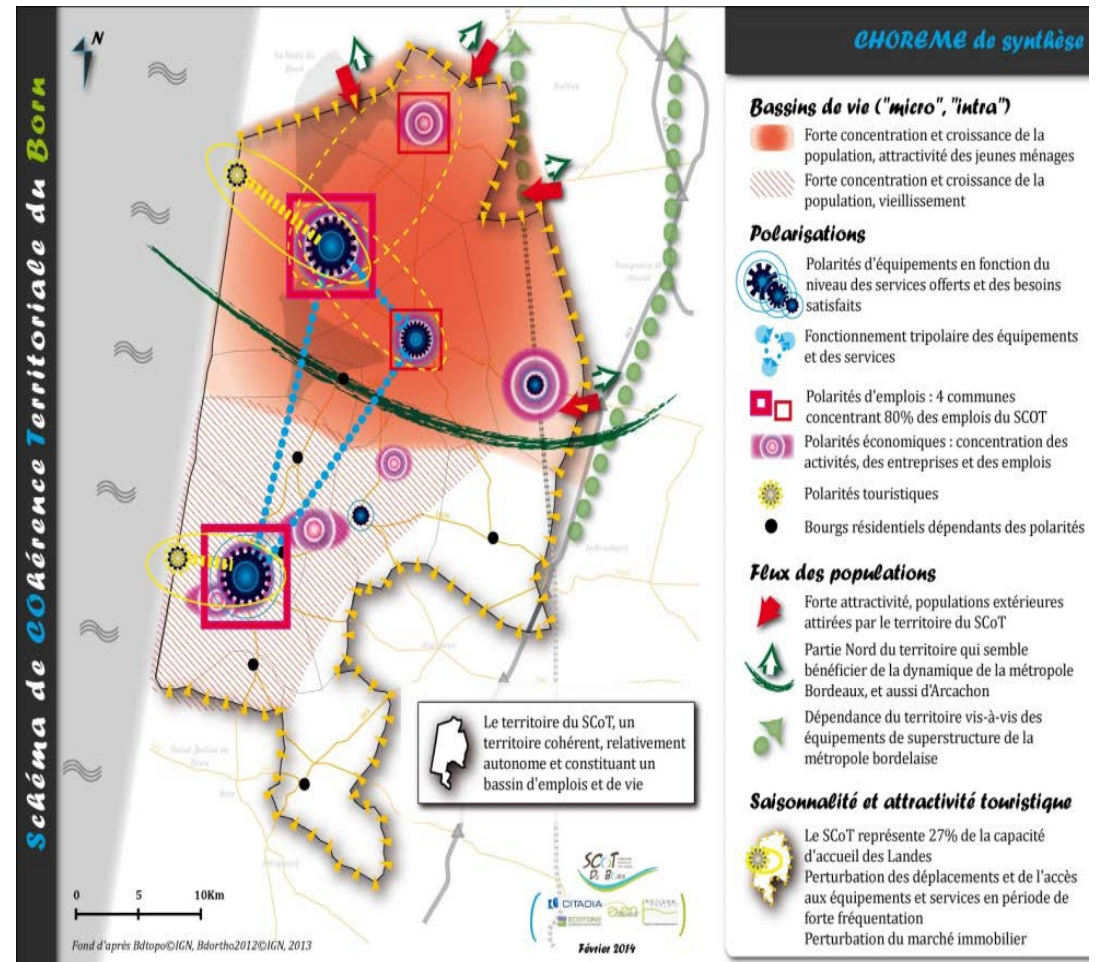 Schéma de COhérence Territoriale du Born
N
CHOREME de synthèse
Bassins de vie ("micro", "intra")
Forte concentration et croissance de la
population, attractivité des jeunes ménages
Forte concentration et croissance de la
population, vieillissement
Polarisations
Polarités d'équipements en fonction du
niveau des services offerts et des besoins
satisfaits
Fonctionnement tripolaire des équipements
et des services
Polarités d'emplois : 4 communes
concentrant 80% des emplois du SCOT
Polarités économiques : concentration des
activités, des entreprises et des emplois
Polarités touristiques
Bourgs résidentiels dépendants des polarités
Flux des populations
Forte attractivité, populations extérieures
attirées par le territoire du SCoT
Partie Nord du territoire qui semble
bénéficier de la dynamique de la métropole
Bordeaux, et aussi d'Arcachon
Dépendance du territoire vis-à-vis des
équipements de superstructure de la
métropole bordelaise
Saisonnalité et attractivité touristique
Le SCoT représente 27% de la capacité
d'accueil des Landes
Perturbation des déplacements et de l'accès
aux équipements et services en période de
forte fréquentation
Perturbation du marché immobilier
Le territoire du SCoT, un
territoire cohérent, relativement
autonome et constituant un
bassin d'emplois et de vie
Saint Julien en
Born
0 5 10Km
Fond d'après Bdtopo©IGN, Bdortho2012©IGN, 2013
SCOT
Du Born
CITADIA
ECOTONE
even
Février 2014